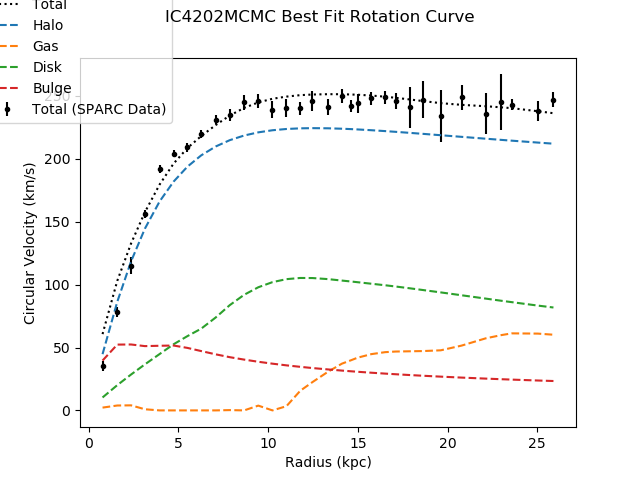 IC4202MCMC Best Fit Rotation Curve
Total
Halo
Gas
Disk
Bulge
Total (SPARC Data)
250
200
150
100
50
0
Circular Velocity (km/s)
0 5 10 15 20 25
Radius (kpc)